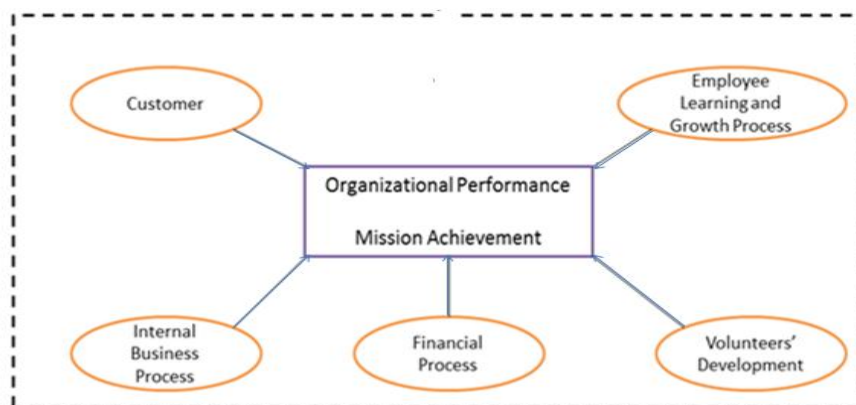 Customer
Employee
Learning and
Growth Process
Organizational Performance
Mission Achievement
Internal
Business
Process
Financial
Process
Volunteers’
Development